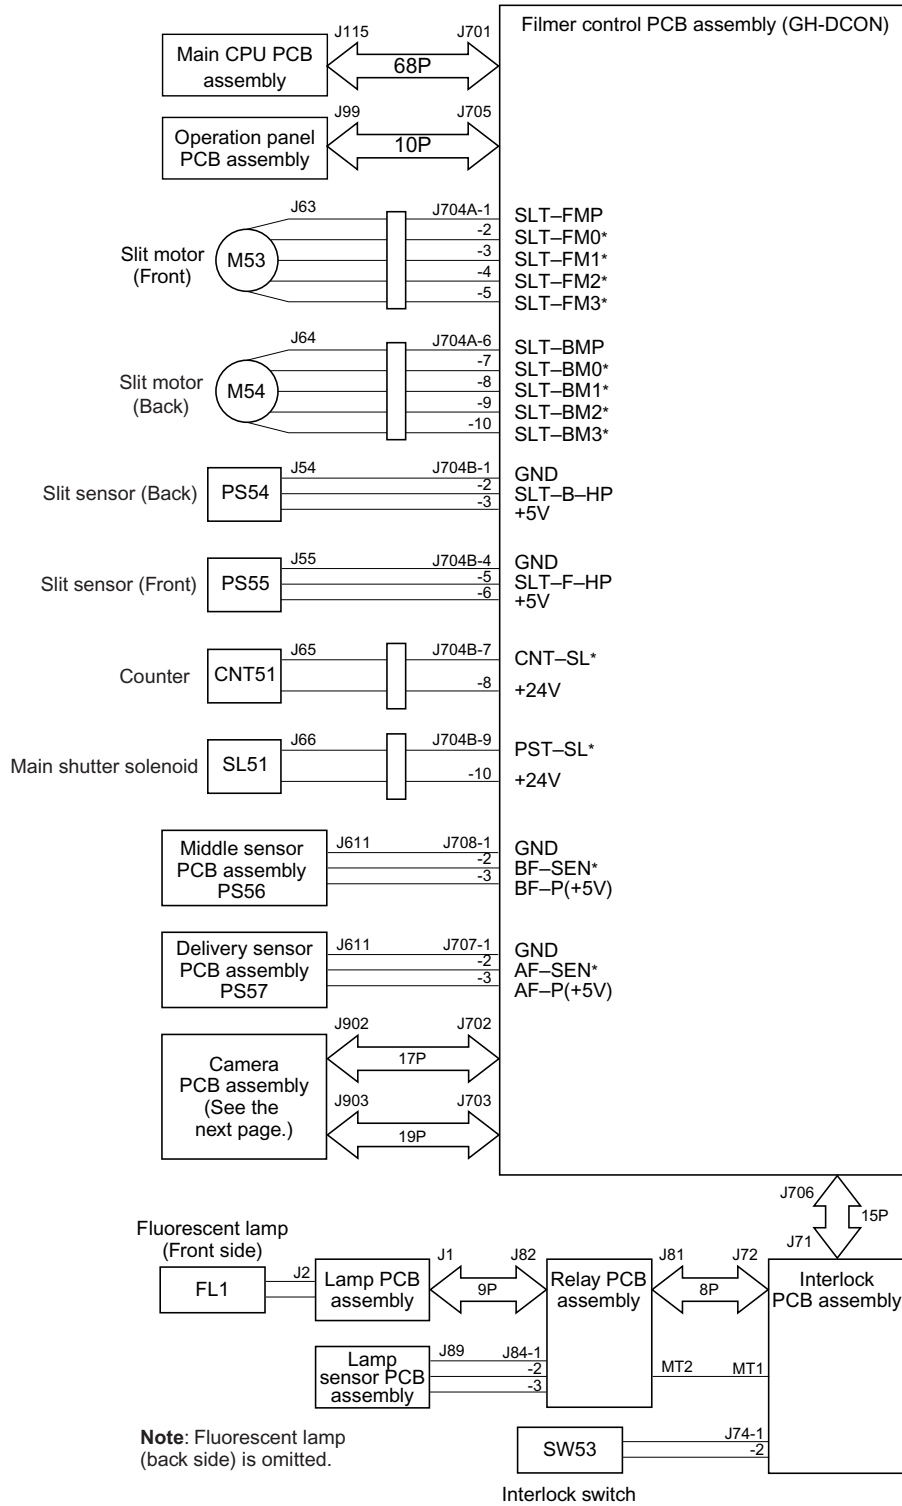 Filmer control PCB assembly (GH-DCON)
J115 J701
Main CPU PCB
assembly
68P
J99 J705
Operation panel
PCB assembly
10P
J63 J704A-1 SLT–FMP
-2 SLT–FM0*
Slit motor
(Front)
M53
-3 SLT–FM1*
-4 SLT–FM2*
-5 SLT–FM3*
J64 J704A-6 SLT–BMP
-7 SLT–BM0*
Slit motor
(Back)
M54
-8 SLT–BM1*
-9 SLT–BM2*
-10 SLT–BM3*
J54 J704B-1 GND
Slit sensor (Back) PS54 -2 SLT–B–HP
-3 +5V
J55 J704B-4 GND
Slit sensor (Front) PS55 -5 SLT–F–HP
-6 +5V
J65 J704B-7 CNT–SL*
Counter CNT51
-8 +24V
J66 J704B-9 PST–SL*
Main shutter solenoid SL51
-10 +24V
Middle sensor
PCB assembly
PS56
J611 J708-1 GND
-2 BF–SEN*
-3 BF–P(+5V)
Delivery sensor
PCB assembly
PS57
J611 J707-1 GND
-2 AF–SEN*
-3 AF–P(+5V)
J902 J702
17P
Camera
PCB assembly
(See the
next page.)
J903 J703
19P
J706
15P
J71
Fluorescent lamp
(Front side)
FL1
J2
Lamp PCB
assembly
J1 J82
9P
Relay PCB
assembly
J81 J72
8P
Interlock
PCB assembly
Lamp
sensor PCB
assembly
J89 J84-1
-2
-3
MT2 MT1
Note: Fluorescent lamp
(back side) is omitted.
SW53
J74-1
-2
Interlock switch